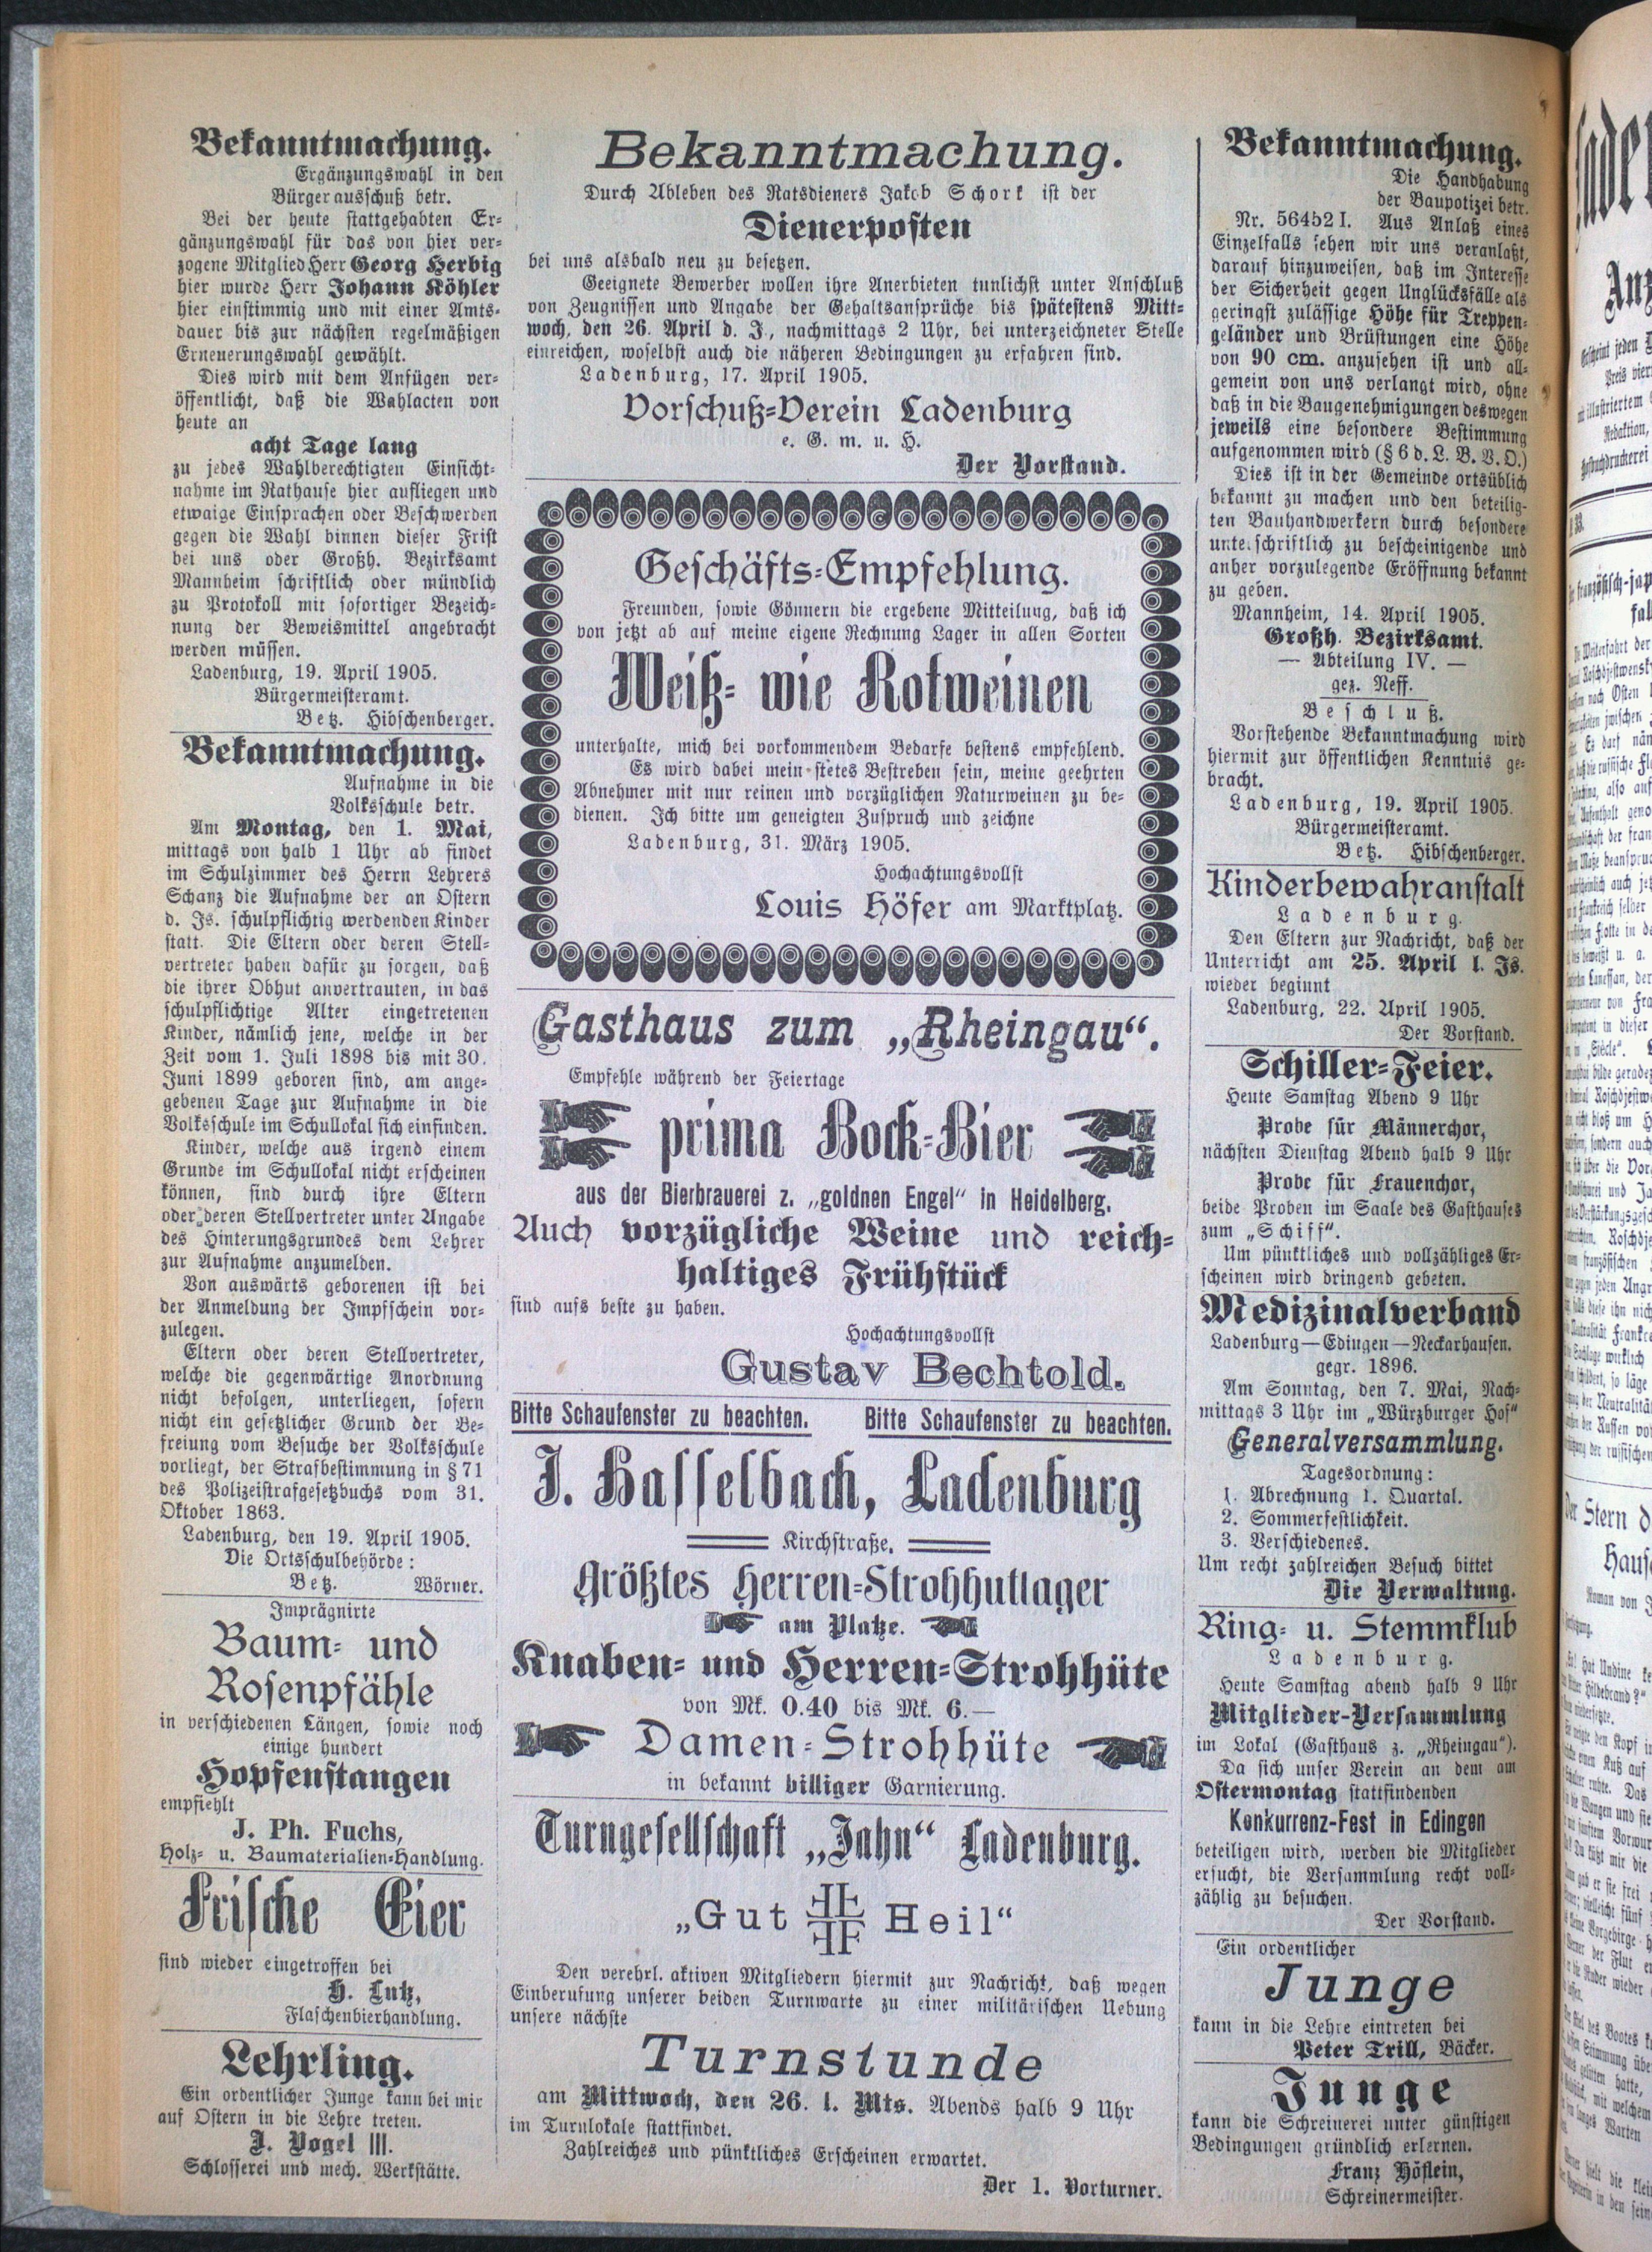 Bekanntmachung.
Ergänzungswahl in den
Bürgerausschuß betr.
Bei der heute stattgehabten Er-
gänzungswahl für das von hier ver-
zogene Mitglied Herr Georg Herbig
hier wurde Herr Johann Köhler
hier einstimmig und mit einer Amts-
dauer bis zur nächsten regelmäßigen
Erneuerungswahl gewählt.
Dies wird mit dem Anfügen ver-
öffentlicht, daß die Wahlacten von
heute an
acht Tage lang
zu jedes Wahlberechtigten Einsicht-
nahme im Rathause hier aufliegen und
etwaige Einsprachen oder Beschwerden
gegen die Wahl binnen dieser Frist
bei uns oder Großh. Bezirksamt
Mannheim schriftlich oder mündlich
zu Protokoll mit sofortiger Bezeich-
nung der Beweismittel angebracht
werden müssen.
Ladenburg, 19. April 1905.
Bürgermeisteramt.
Betz. Hibschenberger.
Bekanntmachung.
Aufnahme in die
Volksschule betr.
Am Montag, den 1. Mai,
mittags von halb 1 Uhr ab findet
im Schulzimmer des Herrn Lehrers
Schanz die Aufnahme der an Ostern
d. Js. schulpflichtig werdenden Kinder
statt. Die Eltern oder deren Stell-
vertreter haben dafür zu sorgen, daß
die ihrer Obhut anvertrauten, in das
schulpflichtige Alter eingetretenen
Kinder, nämlich jene, welche in der
Zeit vom 1. Juli 1898 bis mit 30.
Juni 1899 geboren sind, am ange-
gebenen Tage zur Aufnahme in die
Volksschule im Schullokal sich einfinden.
Kinder, welche aus irgend einem
Grunde im Schullokal nicht erscheinen
können, sind durch ihre Eltern
oder deren Stellvertreter unter Angabe
des Hinterungsgrundes dem Lehrer
zur Aufnahme anzumelden.
Von auswärts geborenen ist bei
der Anmeldung der Impfschein vor-
zulegen.
Eltern oder deren Stellvertreter,
welche die gegenwärtige Anordnung
nicht befolgen, unterliegen, sofern
nicht ein gesetzlicher Grund der Be-
freiung vom Besuche der Volksschule
vorliegt, der Strafbestimmung in § 71
des Polizeistrafgesetzbuchs vom 31.
Oktober 1863.
Ladenburg, den 19. April 1905.
Die Ortsschulbehörde:
Betz. Wörner.
Imprägnirte
Baum- und
Rosenpfähle
in verschiedenen Längen, sowie noch
einige hundert
Hopfenstangen
empfiehlt
J. Ph. Fuchs,
Holz- u. Baumaterialien-Handlung.
Frische Eier
sind wieder eingetroffen bei
H. Lutz,
Flaschenbierhandlung.
Lehrling.
Ein ordentlicher Junge kann bei mir
auf Ostern in die Lehre treten.
J. Vogel III.
Schlosserei und mech. Werkstätte.
Bekanntmachung.
Durch Ableben des Ratsdieners Jakob Schork ist der
Dienerposten
bei uns alsbald neu zu besetzen.
Geeignete Bewerber wollen ihre Anerbieten tunlichst unter Anschluß
von Zeugnissen und Angabe der Gehaltsansprüche bis spätestens Mitt-
woch, den 26. April d. J., nachmittags 2 Uhr, bei unterzeichneter Stelle
einreichen, woselbst auch die näheren Bedingungen zu erfahren sind.
Ladenburg, 17. April 1905.
Vorschuß-Verein Ladenburg
e. G. m. u. H.
Der Vorstand.
Geschäfts-Empfehlung.
Freunden, sowie Gönnern die ergebene Mitteilung, daß ich
von jetzt ab auf meine eigene Rechnung Lager in allen Sorten
Weiß- wie Rotweinen
unterhalte, mich bei vorkommendem Bedarfe bestens empfehlend.
Es wird dabei mein stetes Bestreben sein, meine geehrten
Abnehmer mit nur reinen und vorzüglichen Naturweinen zu be-
dienen. Ich bitte um geneigten Zuspruch und zeichne
Ladenburg, 31. März 1905.
Hochachtungsvollst
Louis Höfer am Marktplatz.
Gasthaus zum „Rheingau“.
Empfehle während der Feiertage
prima Bock-Bier
aus der Bierbrauerei z. „goldnen Engel“ in Heidelberg.
Auch vorzügliche Weine und reich-
haltiges Frühstück
sind aufs beste zu haben.
Hochachtungsvollst
Gustav Bechtold.
Bitte Schaufenster zu beachten. Bitte Schaufenster zu beachten.
J. Hasselbach, Ladenburg
Kirchstraße.
Größtes Herren-Strohhutlager
am Platze.
Knaben- und Herren-Strohhüte
von Mk. 0.40 bis Mk. 6.—
Damen-Strohhüte
in bekannt billiger Garnierung.
Turngesellschaft „Jahn“ Ladenburg.
„Gut Heil“
Den verehrl. aktiven Mitgliedern hiermit zur Nachricht, daß wegen
Einberufung unserer beiden Turnwarte zu einer militärischen Uebung
unsere nächste
Turnstunde
am Mittwoch, den 26. l. Mts. Abends halb 9 Uhr
im Turnlokale stattfindet.
Zahlreiches und pünktliches Erscheinen erwartet.
Der 1. Vorturner.
Bekanntmachung.
Die Handhabung
der Baupotizei betr.
Nr. 56452 I. Aus Anlaß eines
Einzelfalls sehen wir uns veranlaßt,
darauf hinzuweisen, daß im Interesse
der Sicherheit gegen Unglücksfälle als
geringst zulässige Höhe für Treppen-
geländer und Brüstungen eine Höhe
von 90 cm. anzusehen ist und all-
gemein von uns verlangt wird, ohne
daß in die Baugenehmigungen deswegen
jeweils eine besondere Bestimmung
aufgenommen wird (§ 6 d. L. B. V. O.)
Dies ist in der Gemeinde ortsüblich
bekannt zu machen und den beteilig-
ten Bauhandwerkern durch besondere
unterschriftlich zu bescheinigende und
anher vorzulegende Eröffnung bekannt
zu geben.
Mannheim, 14. April 1905.
Großh. Bezirksamt.
— Abteilung IV. —
gez. Neff.
Beschluß.
Vorstehende Bekanntmachung wird
hiermit zur öffentlichen Kenntnis ge-
bracht.
Ladenburg, 19. April 1905.
Bürgermeisteramt.
Betz. Hibschenberger.
Kinderbewahranstalt
Ladenburg.
Den Eltern zur Nachricht, daß der
Unterricht am 25. April l. Js.
wieder beginnt
Ladenburg, 22. April 1905.
Der Vorstand.
Schiller-Feier.
Heute Samstag Abend 9 Uhr
Probe für Männerchor,
nächsten Dienstag Abend halb 9 Uhr
Probe für Frauenchor,
beide Proben im Saale des Gasthauses
zum „Schiff“.
Um pünktliches und vollzähliges Er-
scheinen wird dringend gebeten.
Medizinalverband
Ladenburg—Edingen—Neckarhausen.
gegr. 1896.
Am Sonntag, den 7. Mai, Nach-
mittags 3 Uhr im „Würzburger Hof“
Generalversammlung.
Tagesordnung:
1. Abrechnung 1. Quartal.
2. Sommerfestlichkeit.
3. Verschiedenes.
Um recht zahlreichen Besuch bittet
Die Verwaltung.
Ring- u. Stemmklub
Ladenburg.
Heute Samstag abend halb 9 Uhr
Mitglieder-Versammlung
im Lokal (Gasthaus z. „Rheingau“).
Da sich unser Verein an dem am
Ostermontag stattfindenden
Konkurrenz-Fest in Edingen
beteiligen wird, werden die Mitglieder
ersucht, die Versammlung recht voll-
zählig zu besuchen.
Der Vorstand.
Ein ordentlicher
Junge
kann in die Lehre eintreten bei
Peter Trill, Bäcker.
Junge
kann die Schreinerei unter günstigen
Bedingungen gründlich erlernen.
Franz Höflein,
Schreinermeister.